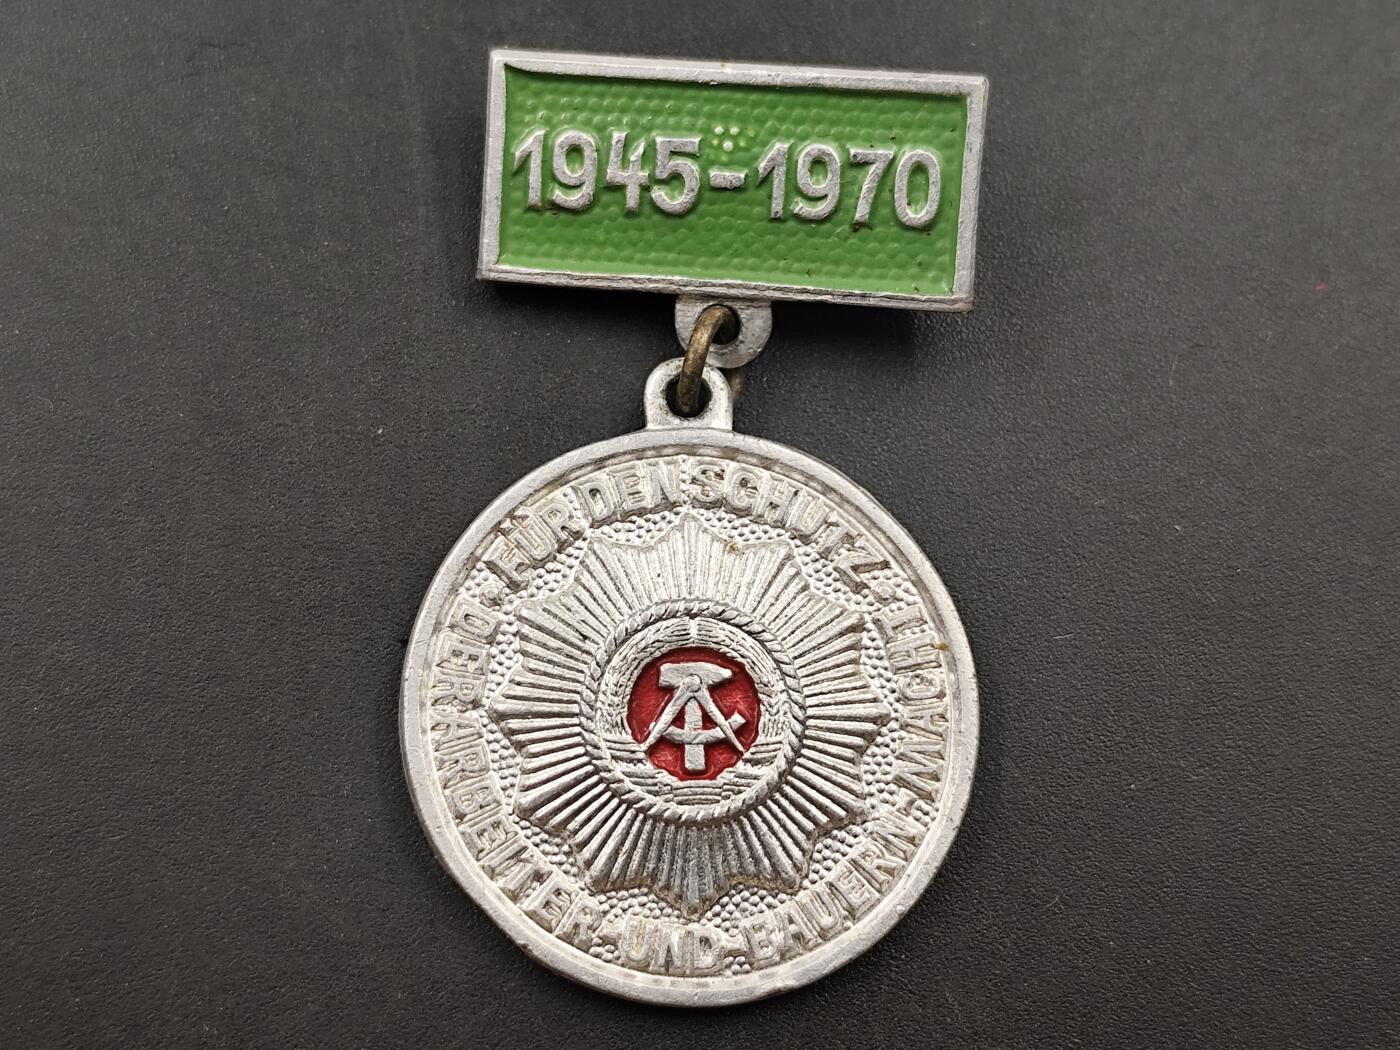 1945-1970
FÜR DEN SCHUTZ
DER ARBEITER-UND-BAUERN-MACHT